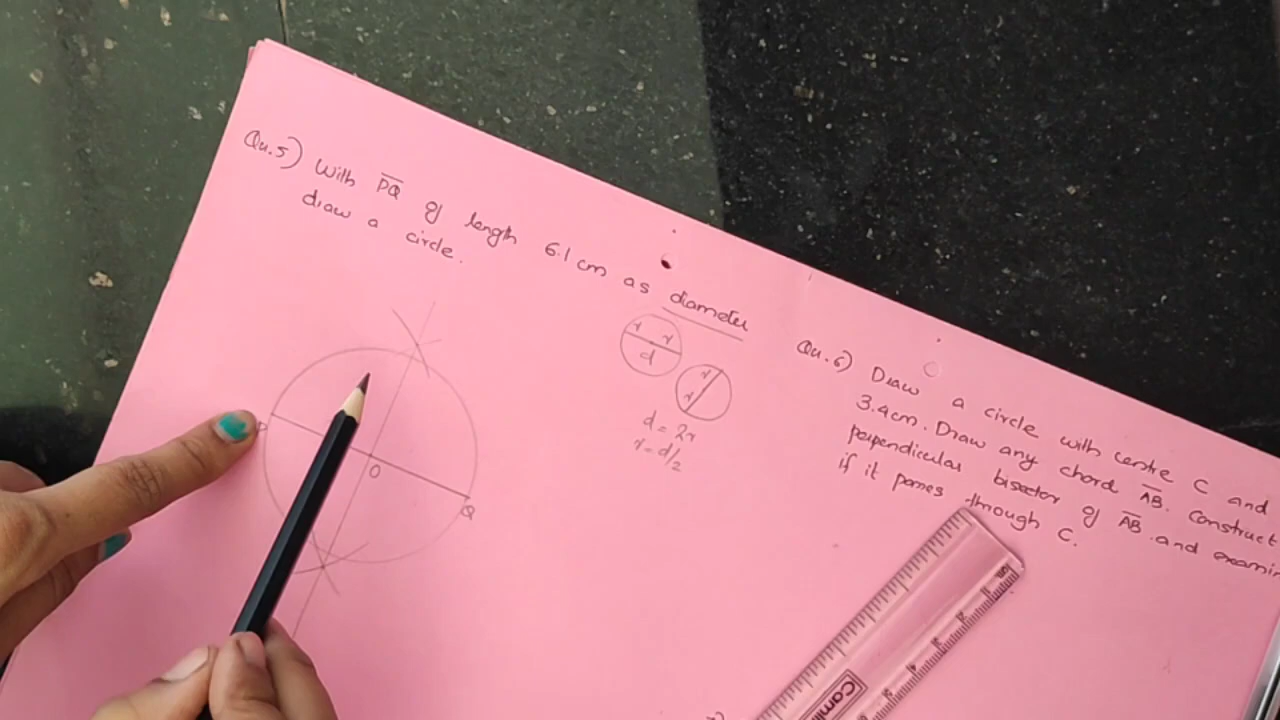 Qu.5) With PQ of length 6.1 cm as diameter
draw a circle.
r r
d
r
r
d = 2r
r = d/2
P
O
Q
Qu.6) Draw a circle with centre C and
3.4cm. Draw any chord AB. Construct
perpendicular bisector of AB and examin
if it passes through C.
Caml